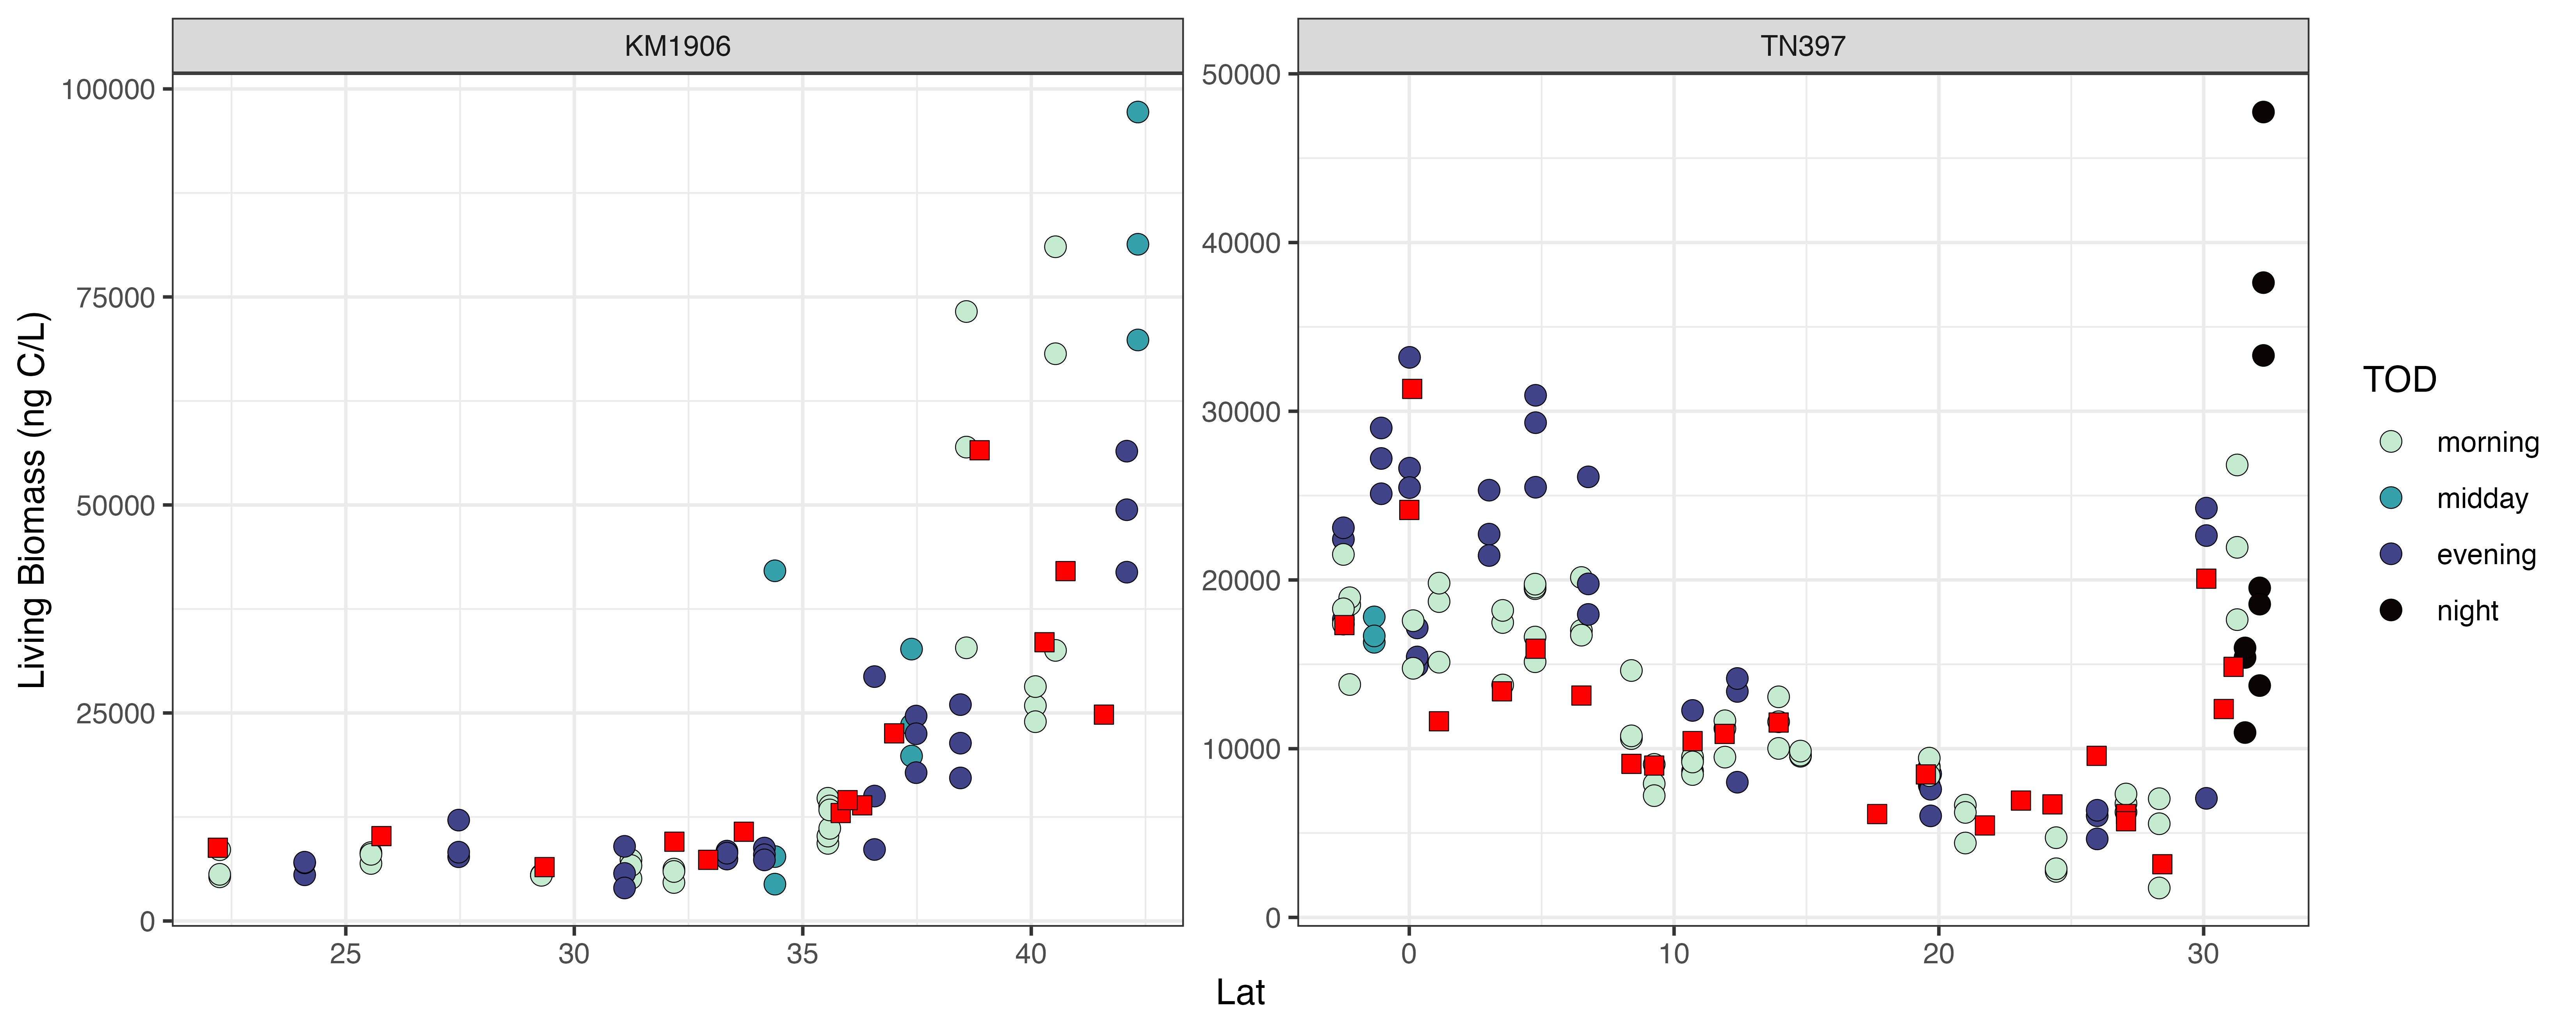 KM1906
TN397
Living Biomass (ng C/L)
100000
75000
50000
25000
0
50000
40000
30000
20000
10000
0
25 30 35 40
0 10 20 30
Lat
TOD
morning
midday
evening
night